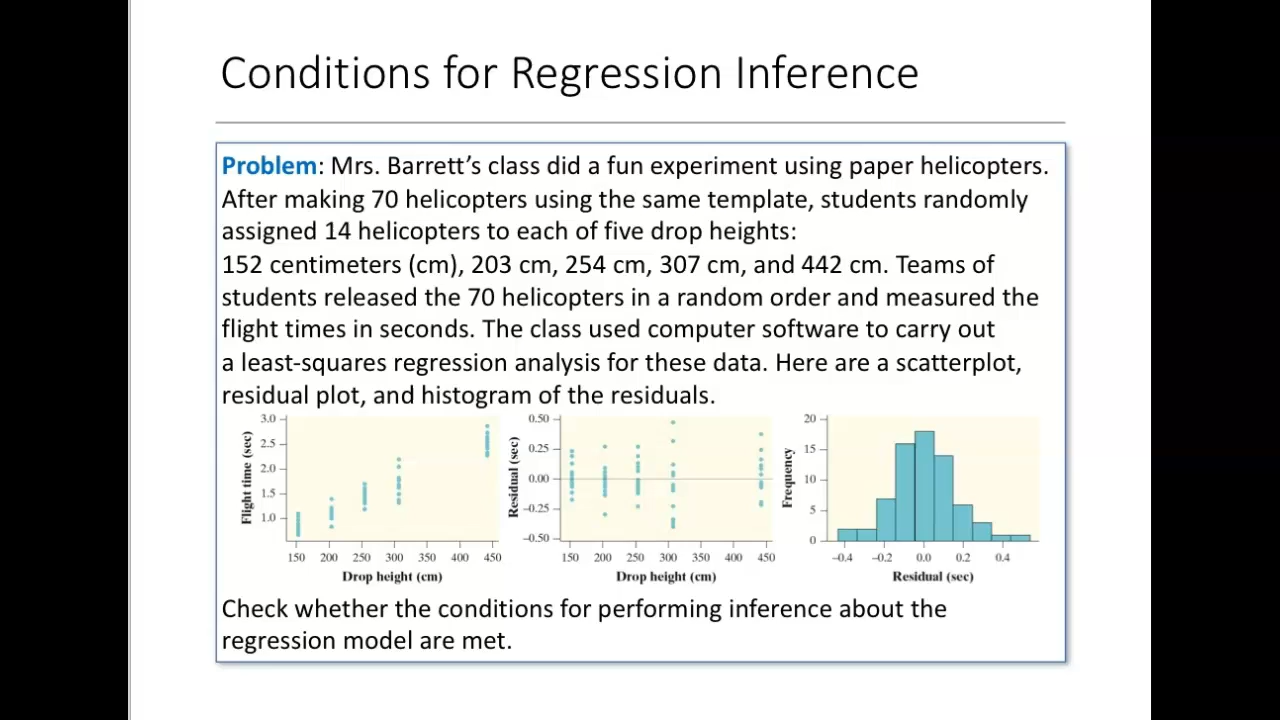 Conditions for Regression Inference
Problem: Mrs. Barrett’s class did a fun experiment using paper helicopters.
After making 70 helicopters using the same template, students randomly
assigned 14 helicopters to each of five drop heights:
152 centimeters (cm), 203 cm, 254 cm, 307 cm, and 442 cm. Teams of
students released the 70 helicopters in a random order and measured the
flight times in seconds. The class used computer software to carry out
a least-squares regression analysis for these data. Here are a scatterplot,
residual plot, and histogram of the residuals.
Flight time (sec)
3.0
2.5
2.0
1.5
1.0
150 200 250 300 350 400 450
Drop height (cm)
Residual (sec)
0.50
0.25
0.00
−0.25
−0.50
150 200 250 300 350 400 450
Drop height (cm)
Frequency
20
15
10
5
0
−0.4 −0.2 0.0 0.2 0.4
Residual (sec)
Check whether the conditions for performing inference about the
regression model are met.